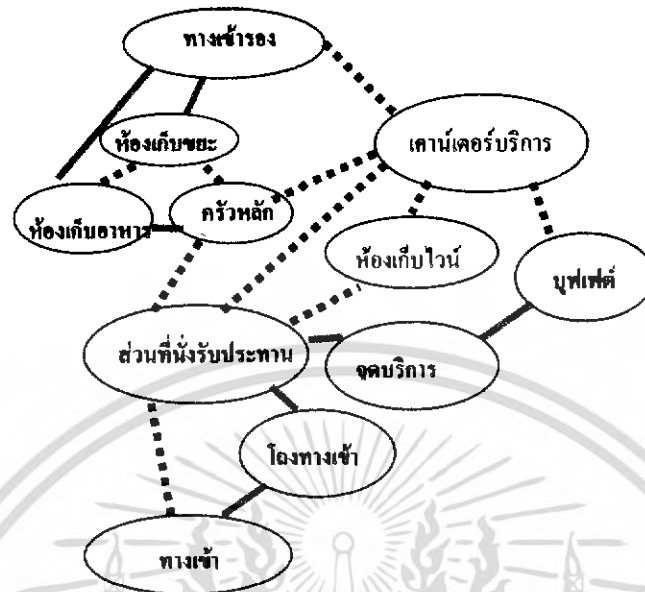 ทางเข้ารอง
ห้องเก็บขยะ
เคาน์เตอร์บริการ
ห้องเก็บอาหาร
ครัวหลัก
ห้องเก็บไวน์
บุฟเฟต์
ส่วนที่นั่งรับประทาน
จุดบริการ
โถงทางเข้า
ทางเข้า